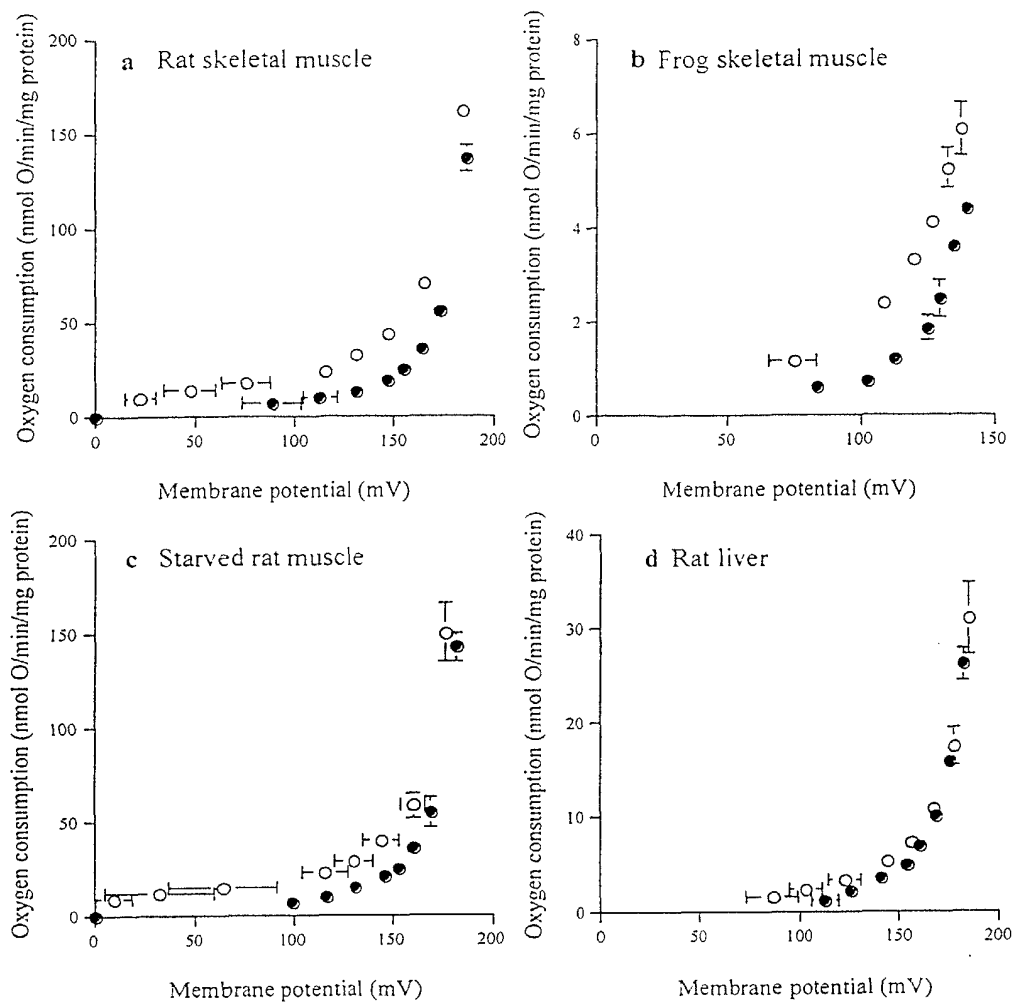 a Rat skeletal muscle
Oxygen consumption (nmol O/min/mg protein)
200
150
100
50
0
0 50 100 150 200
Membrane potential (mV)
b Frog skeletal muscle
Oxygen consumption (nmol O/min/mg protein)
8
6
4
2
0
0 50 100 150
Membrane potential (mV)
c Starved rat muscle
Oxygen consumption (nmol O/min/mg protein)
200
150
100
50
0
0 50 100 150 200
Membrane potential (mV)
d Rat liver
Oxygen consumption (nmol O/min/mg protein)
40
30
20
10
0
0 50 100 150 200
Membrane potential (mV)